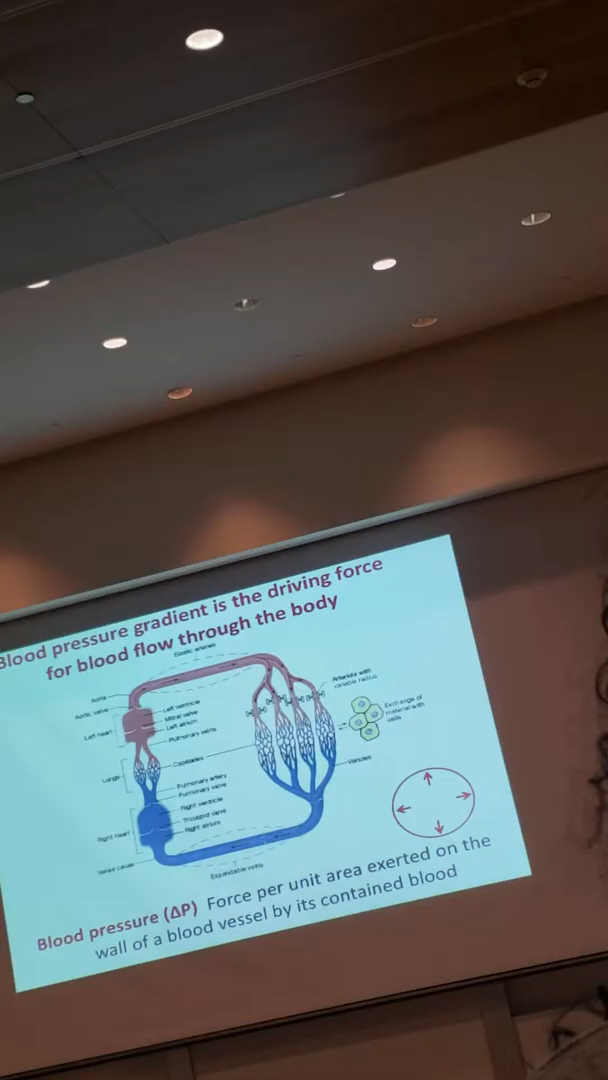 Blood pressure gradient is the driving force
for blood flow through the body
Elastic arteries
Aorta
Aortic valve
Left heart
Left ventricle
Mitral valve
Left atrium
Pulmonary veins
Arterioles with
variable radius
Exchange of
material with
cells
Capillaries
Lungs
Venules
Pulmonary artery
Pulmonary valve
Right ventricle
Tricuspid valve
Right atrium
Right heart
Venae cavae
Expandable veins
Blood pressure (ΔP) Force per unit area exerted on the
wall of a blood vessel by its contained blood